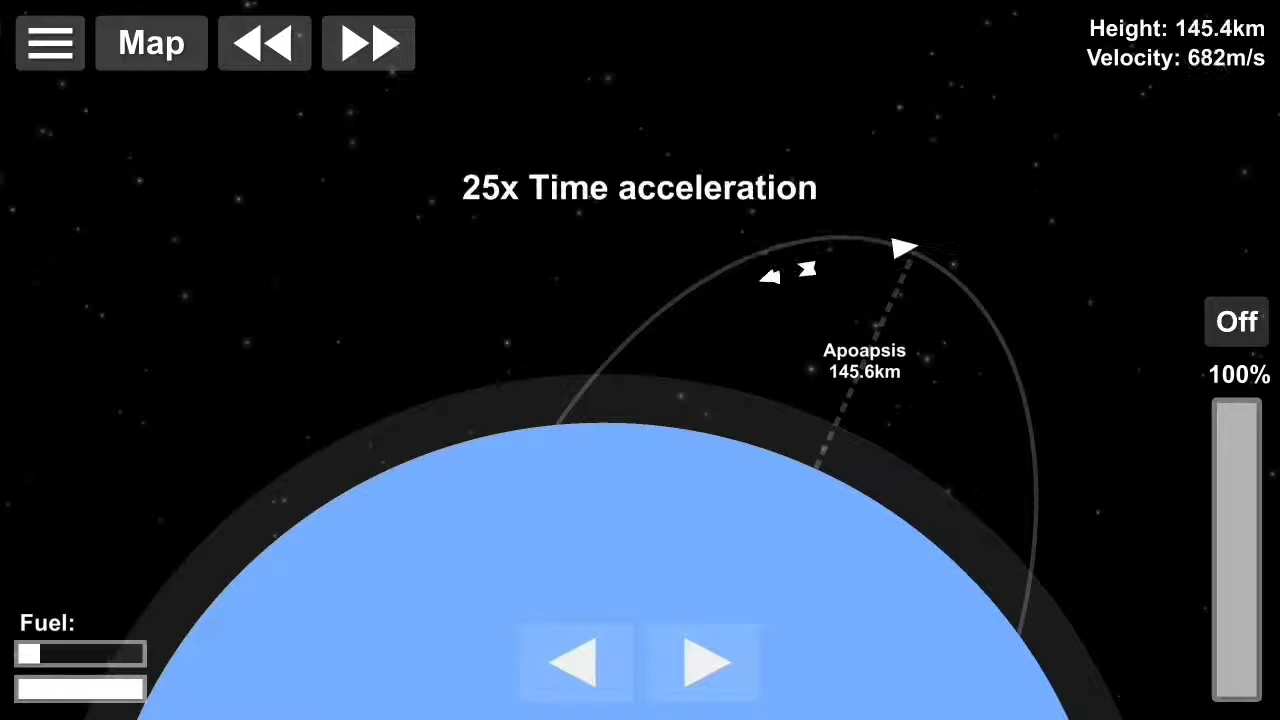 Map
Height: 145.4km
Velocity: 682m/s
25x Time acceleration
Off
Apoapsis
145.6km
100%
Fuel: